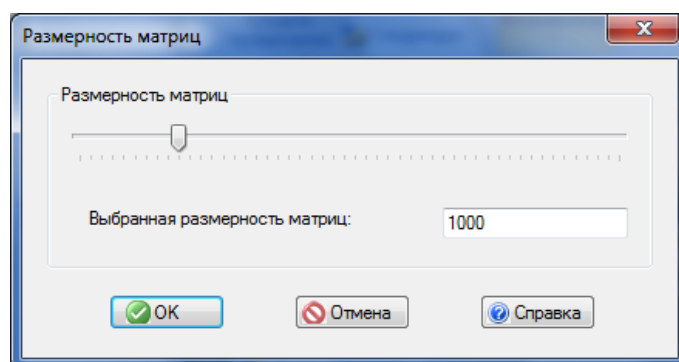 Размерность матриц
Размерность матриц
Выбранная размерность матриц: 1000
OK Отмена Справка